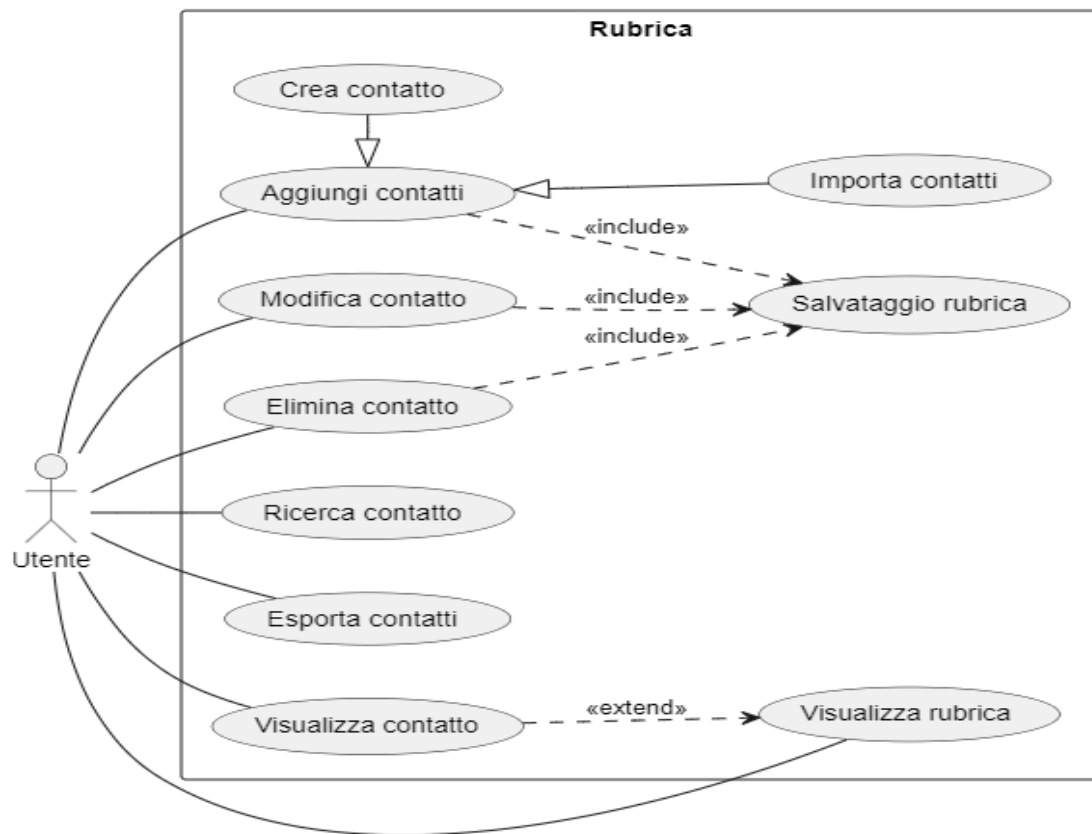 Rubrica
Crea contatto
Aggiungi contatti
Importa contatti
«include»
Modifica contatto
«include»
Salvataggio rubrica
«include»
Elimina contatto
Ricerca contatto
Utente
Esporta contatti
Visualizza contatto
«extend»
Visualizza rubrica